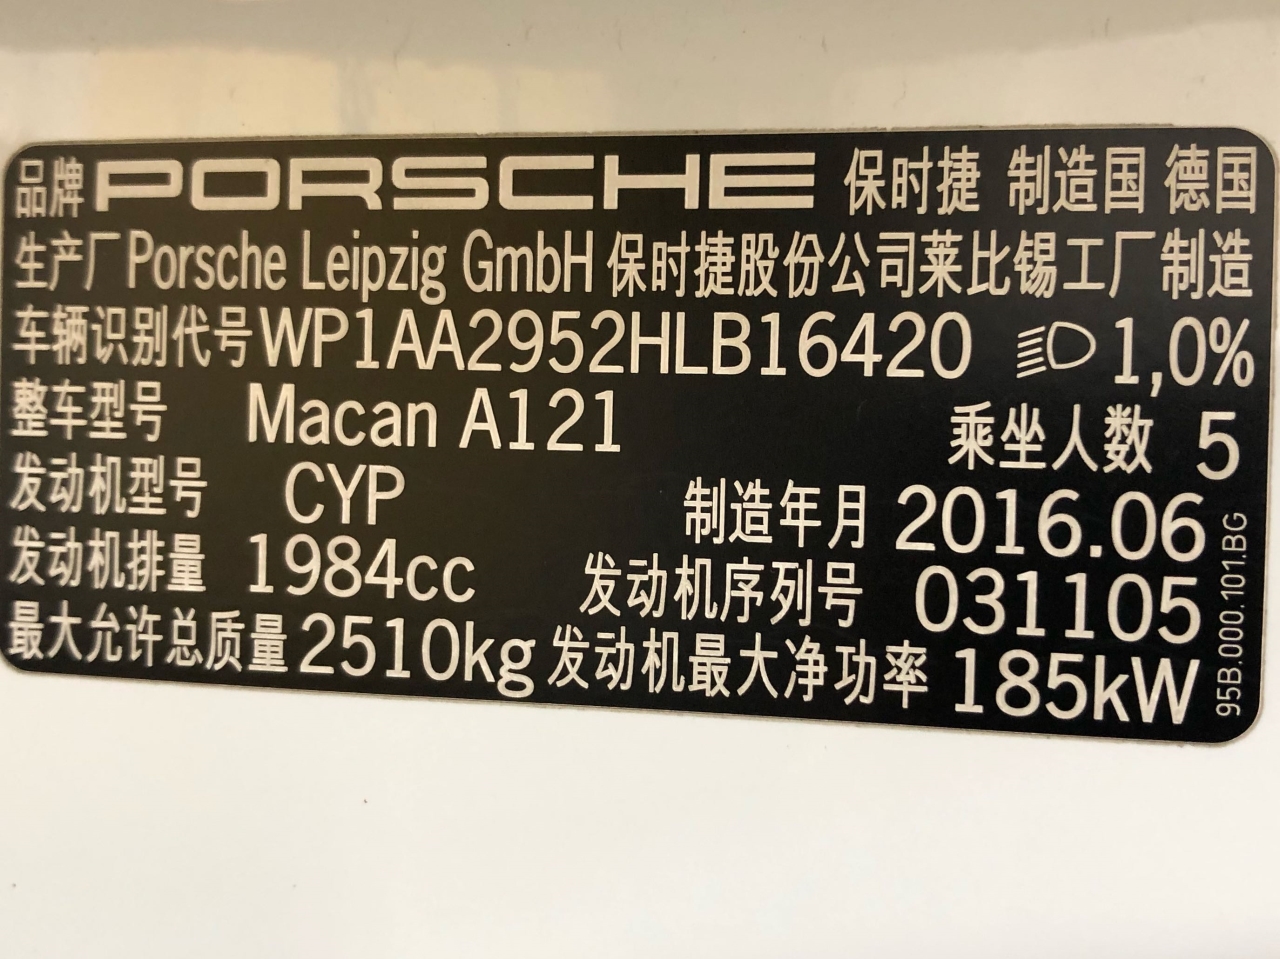 品牌 PORSCHE 保时捷 制造国 德国
生产厂 Porsche Leipzig GmbH 保时捷股份公司莱比锡工厂 制造
车辆识别代号 WP1AA2952HLB16420 1,0%
整车型号 Macan A121 乘坐人数 5
发动机型号 CYP 制造年月 2016.06
发动机排量 1984cc 发动机序列号 031105
最大允许总质量 2510kg 发动机最大净功率 185kW
95B.000.101.BG